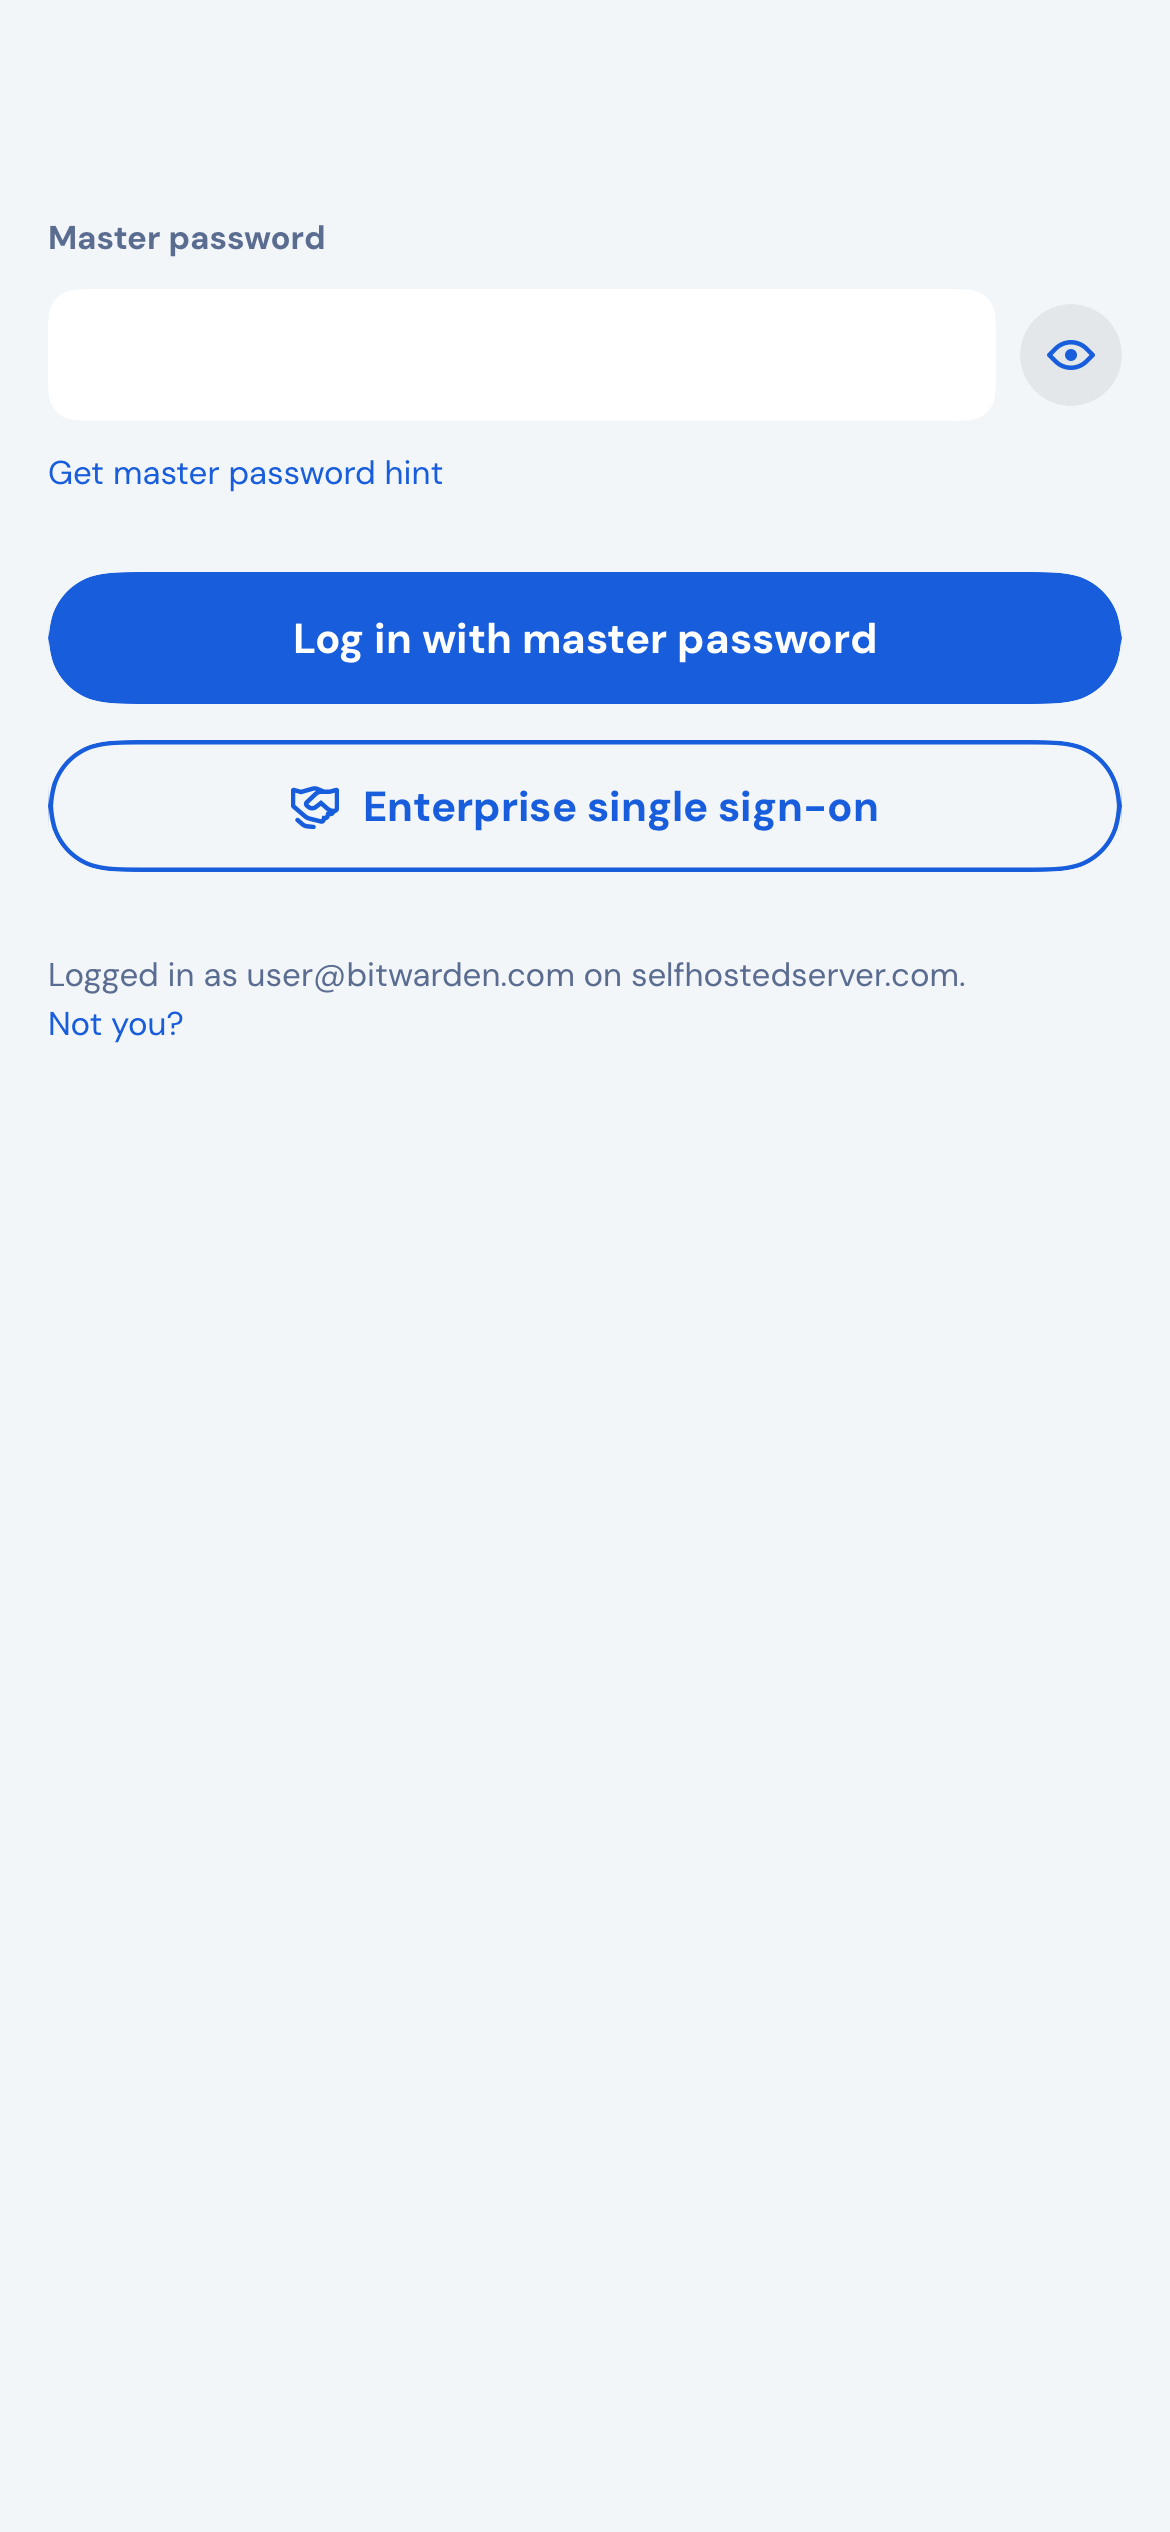 Master password
Get master password hint
Log in with master password
Enterprise single sign-on
Logged in as user@bitwarden.com on selfhostedserver.com.
Not you?